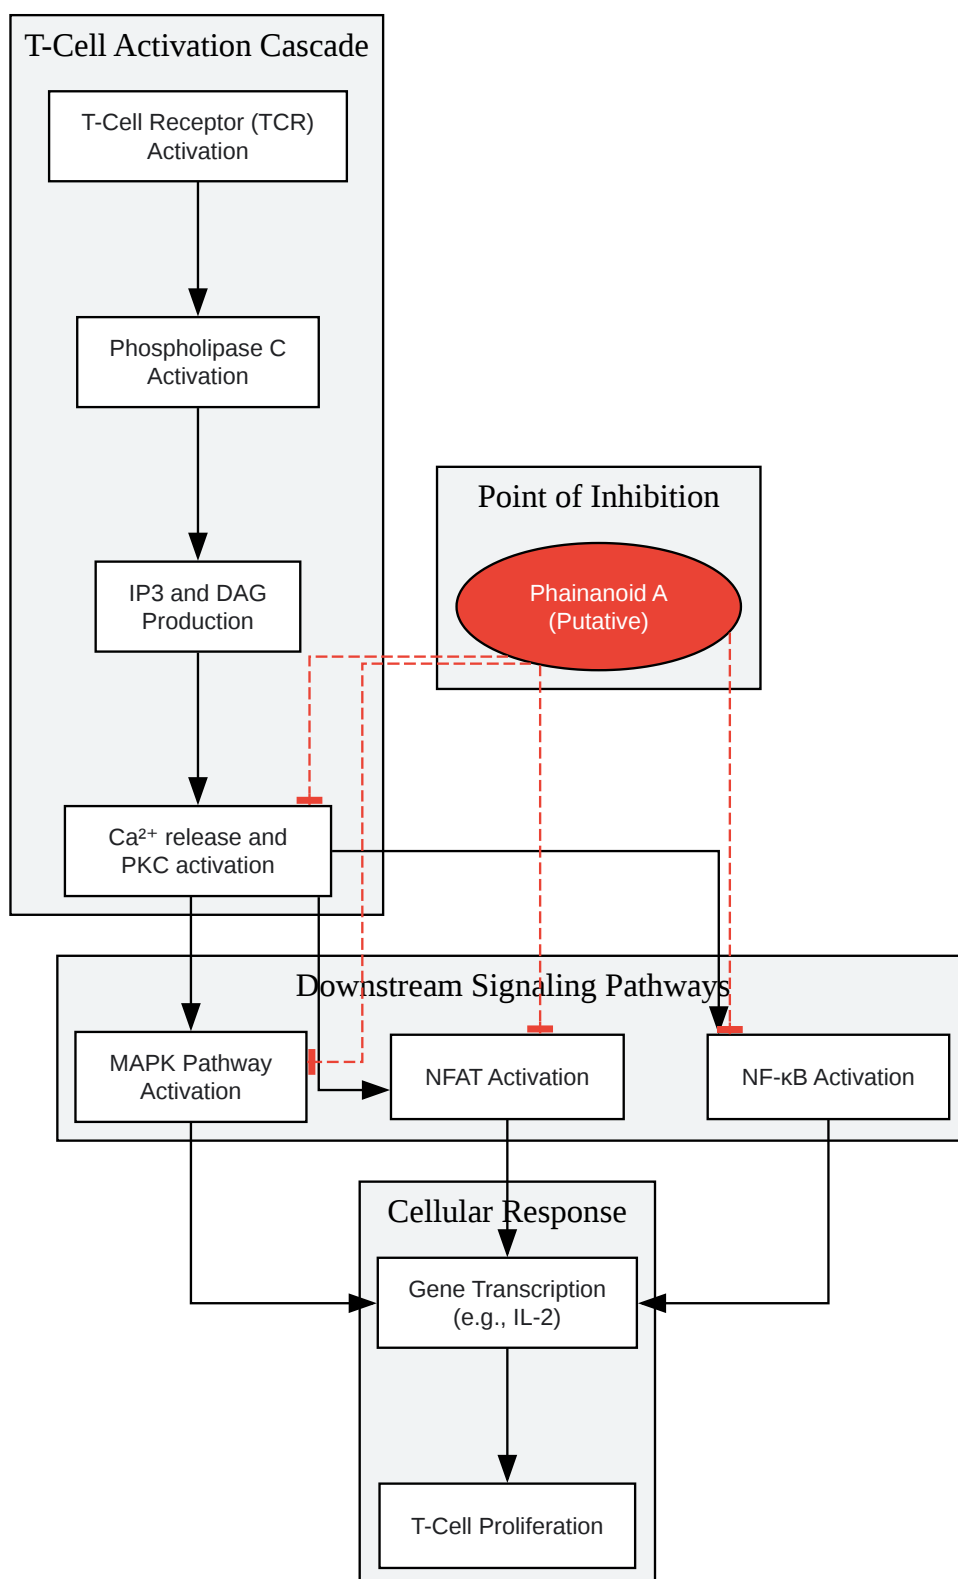 T-Cell Activation Cascade
T-Cell Receptor (TCR)
Activation
Phospholipase C
Activation
IP3 and DAG
Production
Point of Inhibition
Phainanoid A
(Putative)
Ca²⁺ release and
PKC activation
Downstream Signaling Pathways
MAPK Pathway
Activation
NFAT Activation
NF-κB Activation
Cellular Response
Gene Transcription
(e.g., IL-2)
T-Cell Proliferation